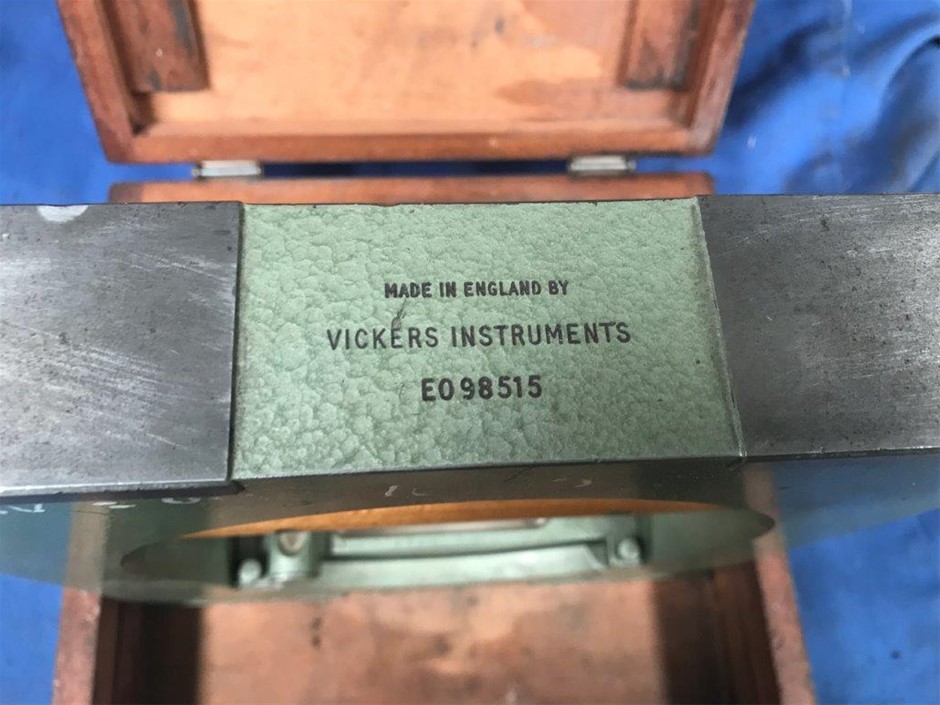 MADE IN ENGLAND BY
VICKERS INSTRUMENTS
E098515